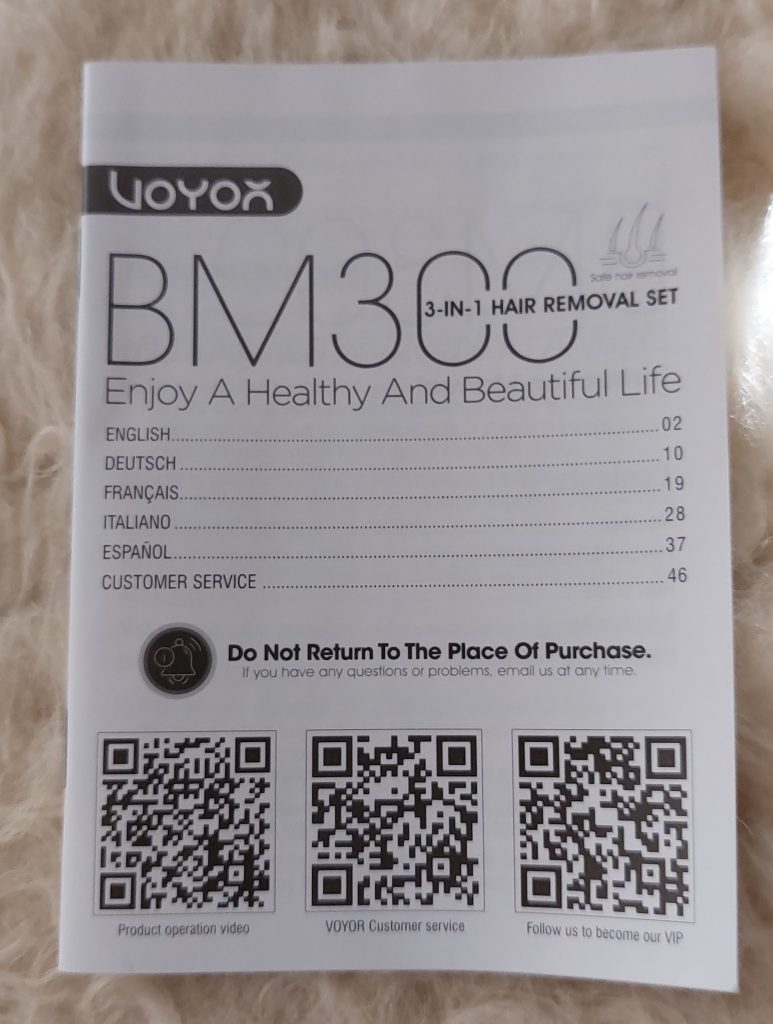 VOYOR
BM300
Safe hair removal
3-IN-1 HAIR REMOVAL SET
Enjoy A Healthy And Beautiful Life
ENGLISH........................................02
DEUTSCH........................................10
FRANÇAIS........................................19
ITALIANO........................................28
ESPAÑOL........................................37
CUSTOMER SERVICE........................................46
Do Not Return To The Place Of Purchase.
If you have any questions or problems, email us at any time.
Product operation video
VOYOR Customer service
Follow us to become our VIP